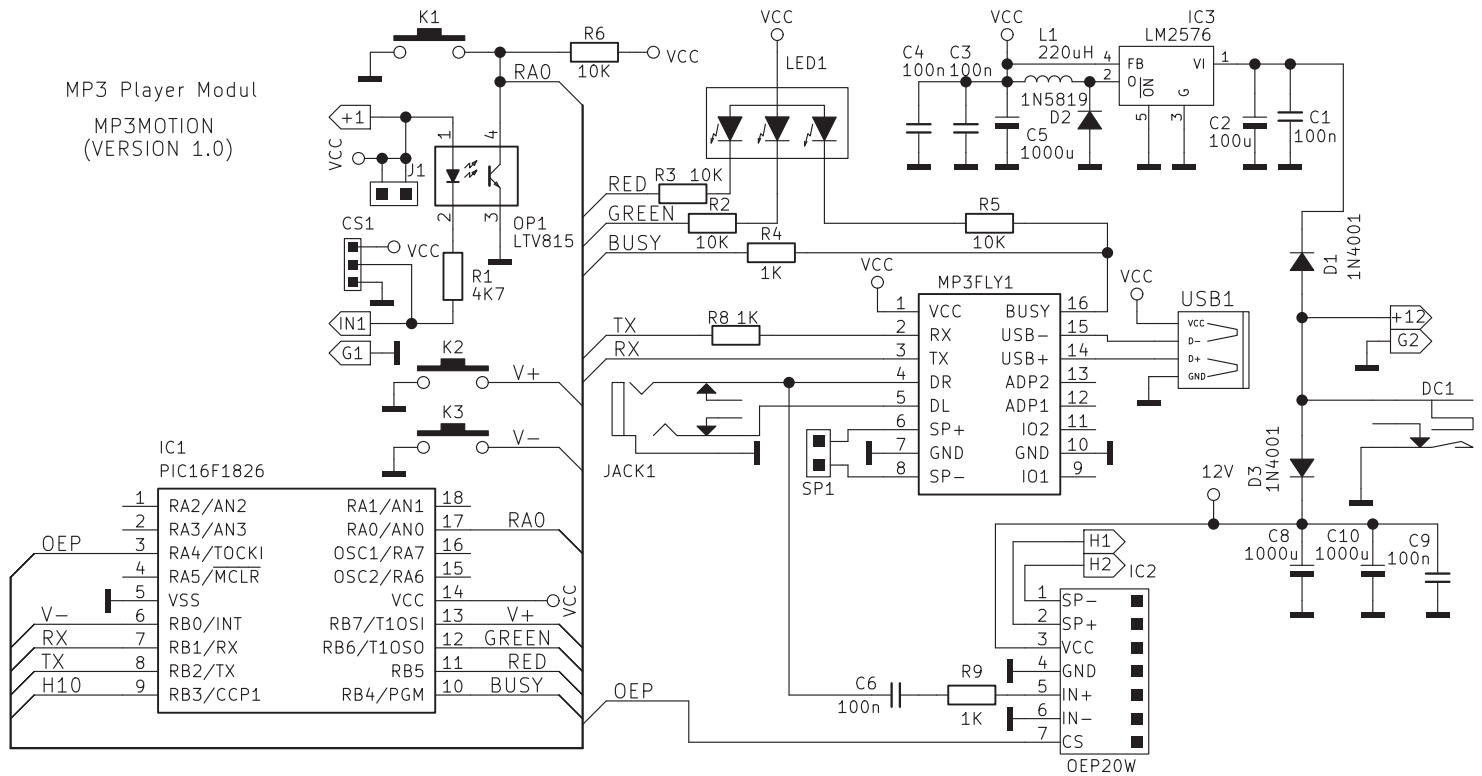 MP3 Player Modul
MP3MOTION
(VERSION 1.0)
K1
R6
10K
VCC
RA0
+1
VCC
J1
1
4
2
3
OP1
LTV815
CS1
VCC
R1
4K7
IN1
G1
K2
V+
K3
V-
VCC
LED1
RED
R3 10K
GREEN
R2
10K
BUSY
R4
1K
R5
10K
VCC
L1
220uH
C4
100n
C3
100n
C5
1000u
1N5819
D2
IC3
LM2576
4
FB
VI
1
2
O
ON
G
5
3
C2
100u
C1
100n
D1
1N4001
+12
G2
DC1
D3
1N4001
12V
C8
1000u
C10
1000u
C9
100n
VCC
MP3FLY1
1 VCC BUSY 16
2 RX USB- 15
3 TX USB+ 14
4 DR ADP2 13
5 DL ADP1 12
6 SP+ IO2 11
7 GND GND 10
8 SP- IO1 9
TX
R8 1K
RX
VCC
USB1
VCC
D-
D+
GND
JACK1
SP1
IC1
PIC16F1826
1 RA2/AN2 RA1/AN1 18
2 RA3/AN3 RA0/AN0 17 RA0
OEP 3 RA4/TOCKI OSC1/RA7 16
4 RA5/MCLR OSC2/RA6 15
5 VSS VCC 14 VCC
V- 6 RB0/INT RB7/T1OSI 13 V+
RX 7 RB1/RX RB6/T1OSO 12 GREEN
TX 8 RB2/TX RB5 11 RED
H10 9 RB3/CCP1 RB4/PGM 10 BUSY
OEP
C6
100n
R9
1K
H1
H2
IC2
1 SP-
2 SP+
3 VCC
4 GND
5 IN+
6 IN-
7 CS
OEP20W